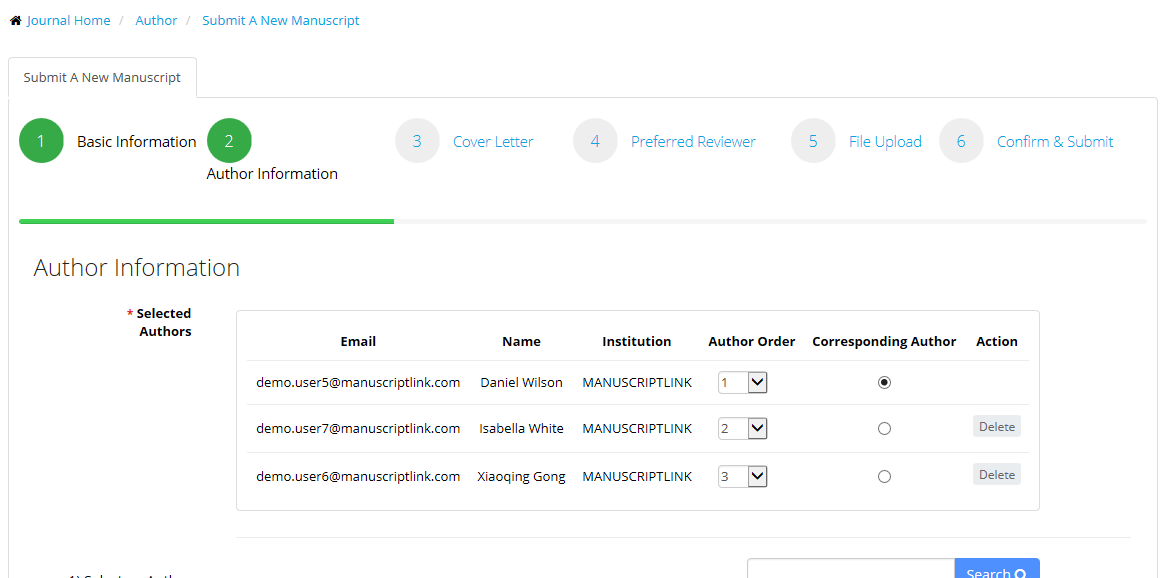 Journal Home / Author / Submit A New Manuscript
Submit A New Manuscript
1 Basic Information 2 Author Information 3 Cover Letter 4 Preferred Reviewer 5 File Upload 6 Confirm & Submit
Author Information
* Selected Authors
Email Name Institution Author Order Corresponding Author Action
demo.user5@manuscriptlink.com Daniel Wilson MANUSCRIPTLINK 1
demo.user7@manuscriptlink.com Isabella White MANUSCRIPTLINK 2 Delete
demo.user6@manuscriptlink.com Xiaoqing Gong MANUSCRIPTLINK 3 Delete
Search